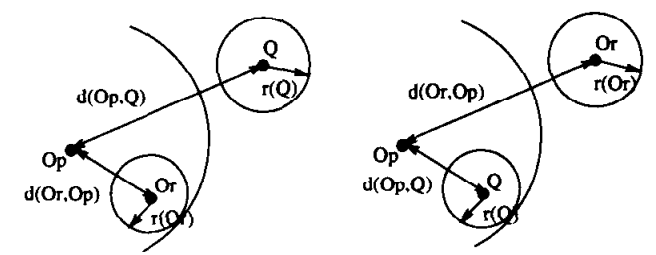 Q
r(Q)
d(Op,Q)
Op
d(Or,Op)
Or
r(Or)
Or
r(Or)
d(Or,Op)
Op
d(Op,Q)
Q
r(Q)